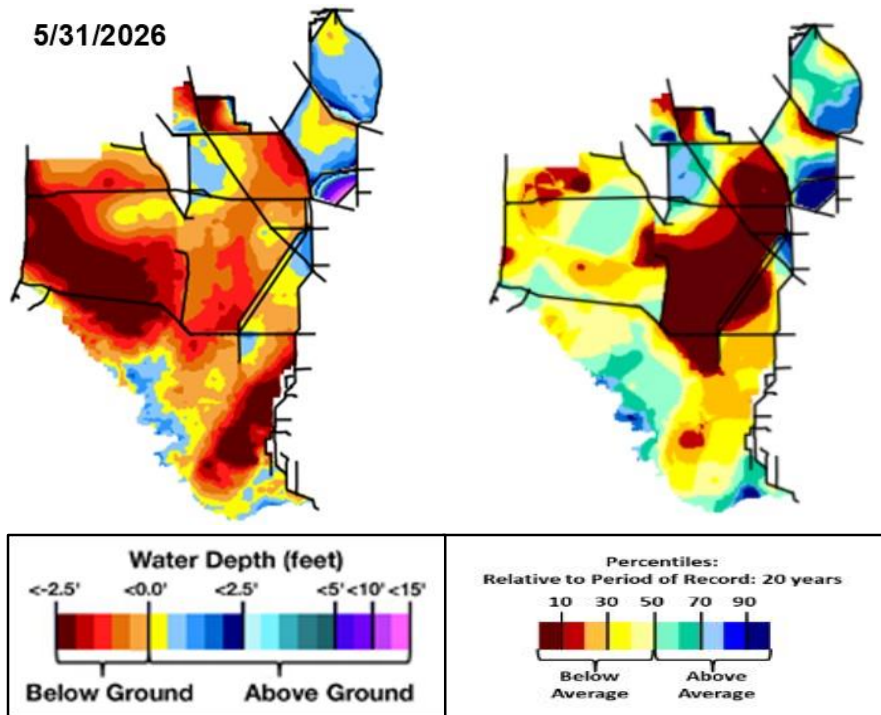 5/31/2026
Water Depth (feet)
<-2.5' <0.0' <2.5" <5' <10' <15'
Below Ground Above Ground
Percentiles:
Relative to Period of Record: 20 years
10 30 50 70 90
Below Average
Above Average